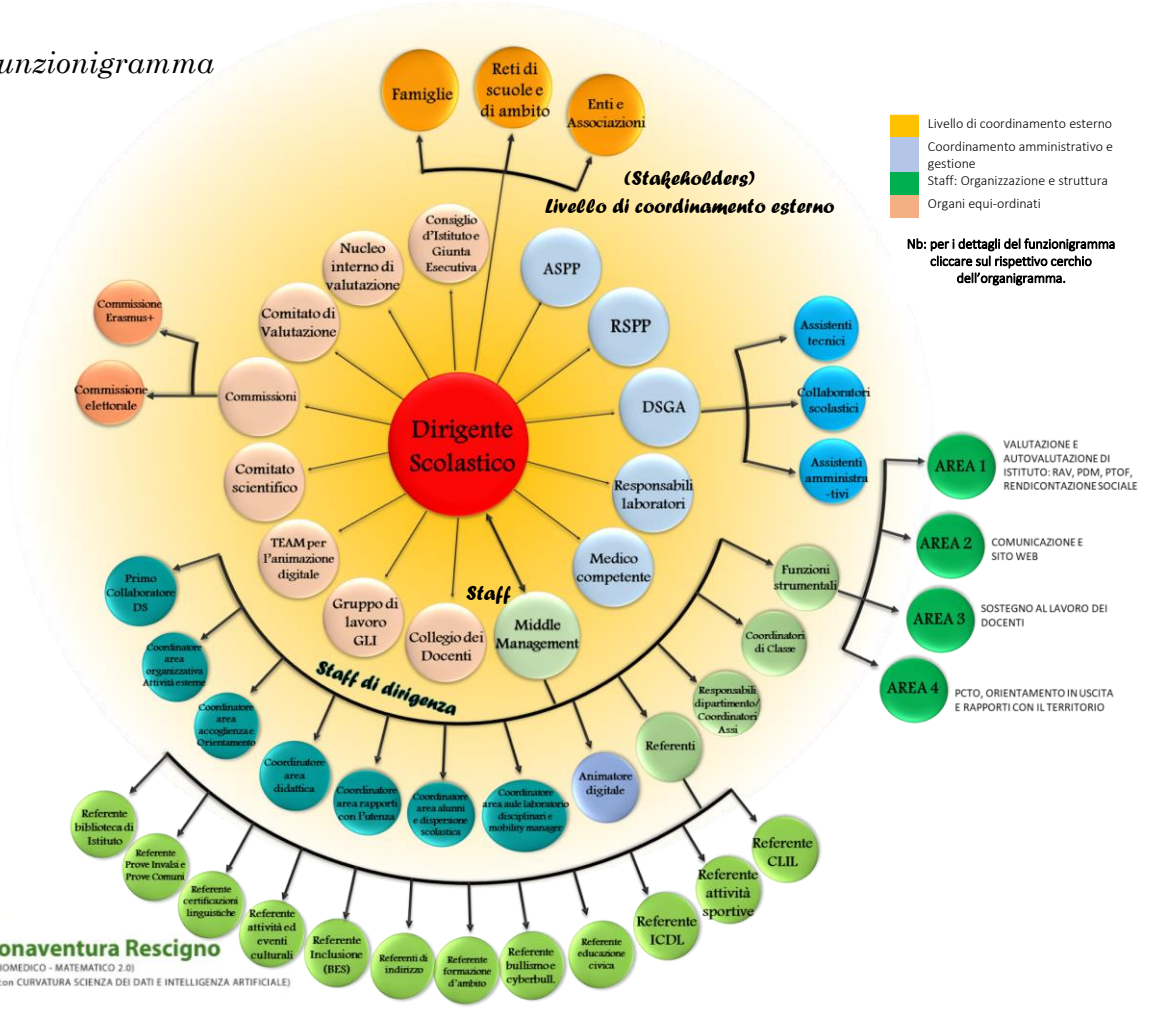 unzionigramma
Famiglie
Reti di
scuole e
di ambito
Enti e
Associazioni
(Stakeholders)
Livello di coordinamento esterno
Livello di coordinamento esterno
Coordinamento amministrativo e
gestione
Staff: Organizzazione e struttura
Organi equi-ordinati
Nb: per i dettagli del funzionigramma
cliccare sul rispettivo cerchio
dell'organigramma.
Consiglio
d'Istituto e
Giunta
Esecutiva
Nucleo
interno di
valutazione
Comitato di
Valutazione
Commissioni
Commissione
Erasmus+
Commissione
elettorale
Comitato
scientifico
TEAM per
l'animazione
digitale
Gruppo di
lavoro
GLI
Collegio dei
Docenti
Dirigente
Scolastico
ASPP
RSPP
DSGA
Assistenti
tecnici
Collaboratori
scolastici
Assistenti
amministra
-tivi
Responsabili
laboratori
Medico
competente
Staff
Middle
Management
Staff di dirigenza
Primo
Collaboratore
DS
Coordinatore
area
organizzativa
Attività esterne
Coordinatore
area
accoglienza e
Orientamento
Coordinatore
area
didattica
Coordinatore
area rapporti
con l'utenza
Coordinatore
area alunni
e dispersione
scolastica
Coordinatore
area aule laboratorio
disciplinari e
mobility manager
Animatore
digitale
Referenti
Responsabili
dipartimento/
Coordinatori
Assi
Coordinatori
di Classe
Funzioni
strumentali
AREA 1
VALUTAZIONE E
AUTOVALUTAZIONE DI
ISTITUTO: RAV, PDM, PTOF,
RENDICONTAZIONE SOCIALE
AREA 2
COMUNICAZIONE E
SITO WEB
AREA 3
SOSTEGNO AL LAVORO DEI
DOCENTI
AREA 4
PCTO, ORIENTAMENTO IN USCITA
E RAPPORTI CON IL TERRITORIO
Referente
biblioteca di
Istituto
Referente
Prove Invalsi e
Prove Comuni
Referente
certificazioni
linguistiche
Referente
attività ed
eventi
culturali
Referente
Inclusione
(BES)
Referenti di
indirizzo
Referente
formazione
d'ambito
Referente
bullismo e
cyberbull.
Referente
educazione
civica
Referente
ICDL
Referente
attività
sportive
Referente
CLIL
onaventura Rescigno
IOMEDICO - MATEMATICO 2.0)
con CURVATURA SCIENZA DEI DATI E INTELLIGENZA ARTIFICIALE)